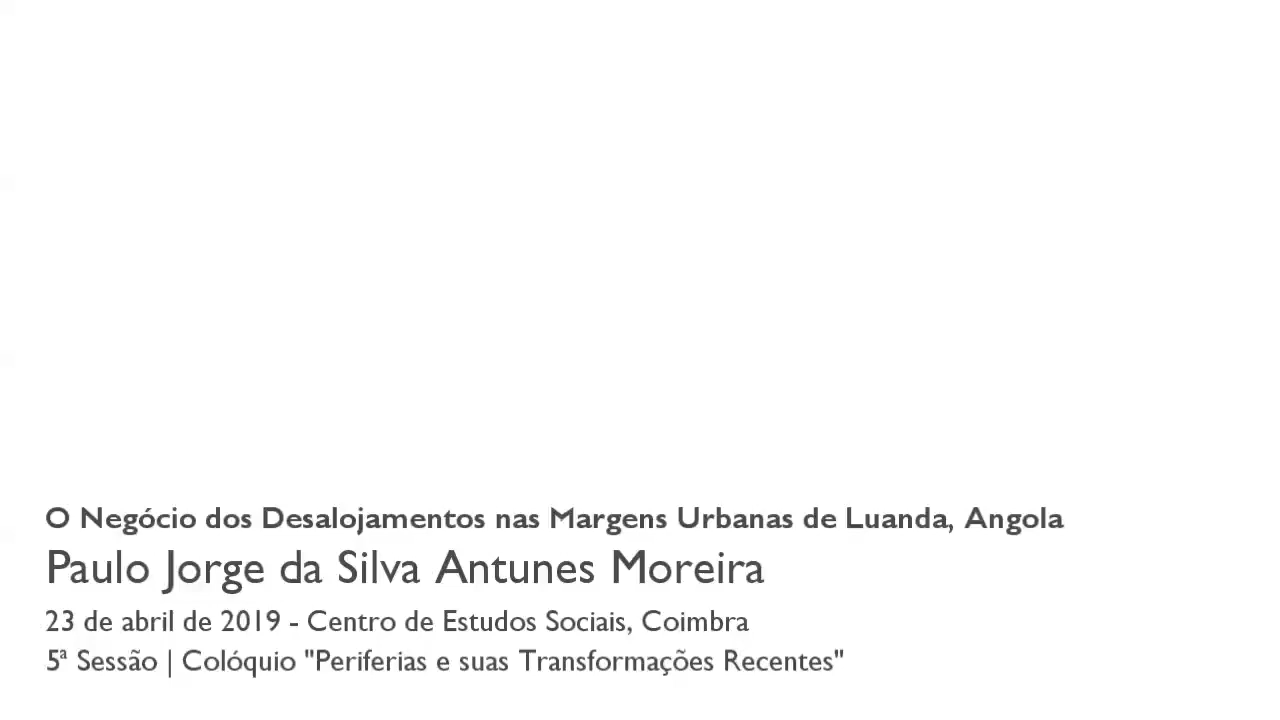 O Negócio dos Desalojamentos nas Margens Urbanas de Luanda, Angola
Paulo Jorge da Silva Antunes Moreira
23 de abril de 2019 - Centro de Estudos Sociais, Coimbra
5ª Sessão | Colóquio "Periferias e suas Transformações Recentes"